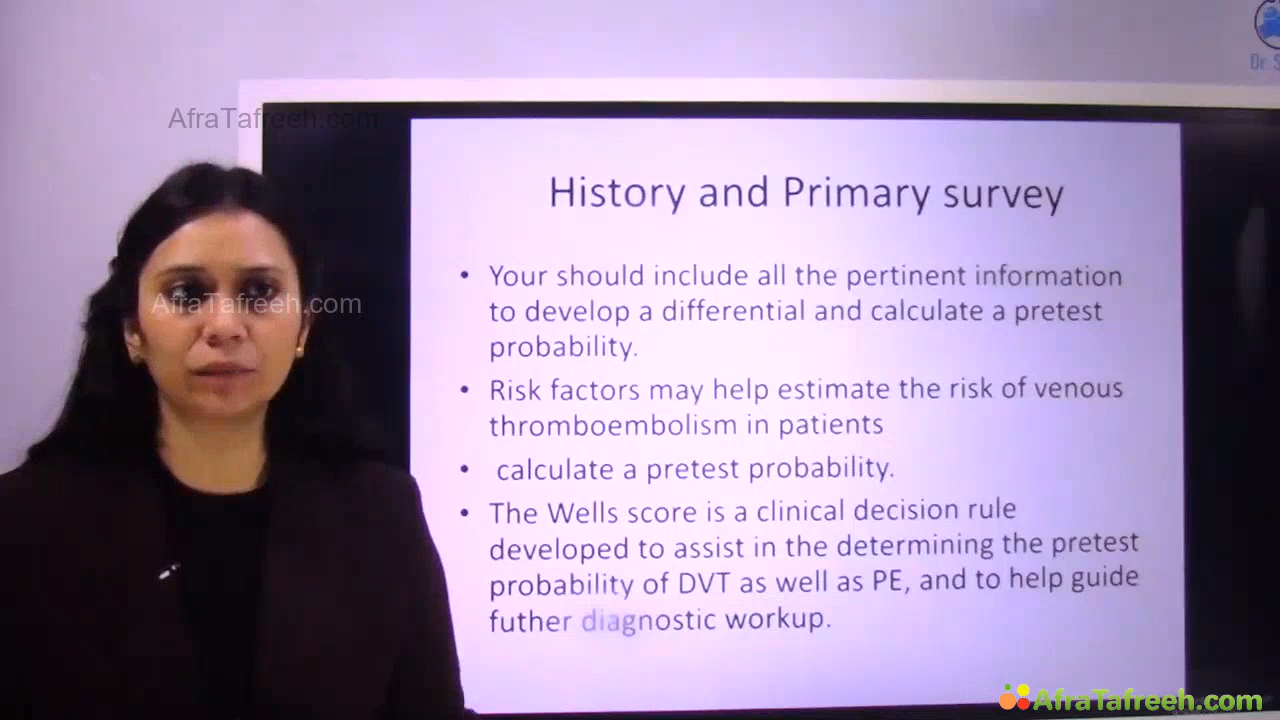 Dr. S
AfraTafreeh.com
History and Primary survey
• Your should include all the pertinent information
to develop a differential and calculate a pretest
probability.
AfraTafreeh.com
• Risk factors may help estimate the risk of venous
thromboembolism in patients
• calculate a pretest probability.
• The Wells score is a clinical decision rule
developed to assist in the determining the pretest
probability of DVT as well as PE, and to help guide
futher diagnostic workup.
AfraTafreeh.com